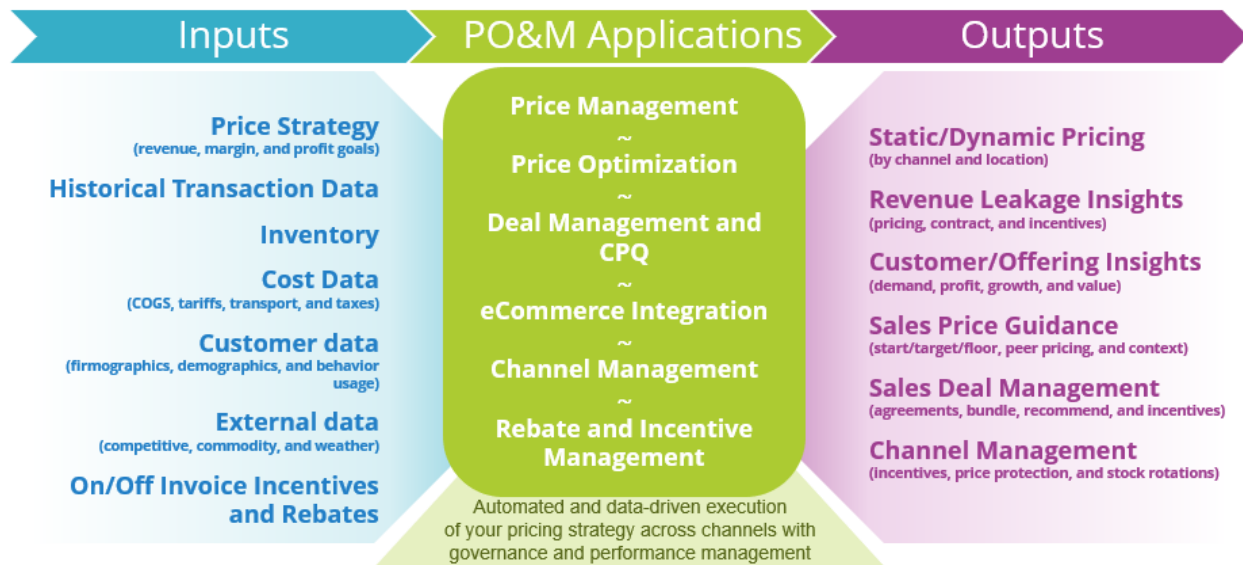 Inputs
PO&M Applications
Outputs
Price Strategy
(revenue, margin, and profit goals)
Historical Transaction Data
Inventory
Cost Data
(COGS, tariffs, transport, and taxes)
Customer data
(firmographics, demographics, and behavior
usage)
External data
(competitive, commodity, and weather)
On/Off Invoice Incentives
and Rebates
Price Management
~
Price Optimization
~
Deal Management and
CPQ
~
eCommerce Integration
~
Channel Management
~
Rebate and Incentive
Management
Automated and data-driven execution
of your pricing strategy across channels with
governance and performance management
Static/Dynamic Pricing
(by channel and location)
Revenue Leakage Insights
(pricing, contract, and incentives)
Customer/Offering Insights
(demand, profit, growth, and value)
Sales Price Guidance
(start/target/floor, peer pricing, and context)
Sales Deal Management
(agreements, bundle, recommend, and incentives)
Channel Management
(incentives, price protection, and stock rotations)